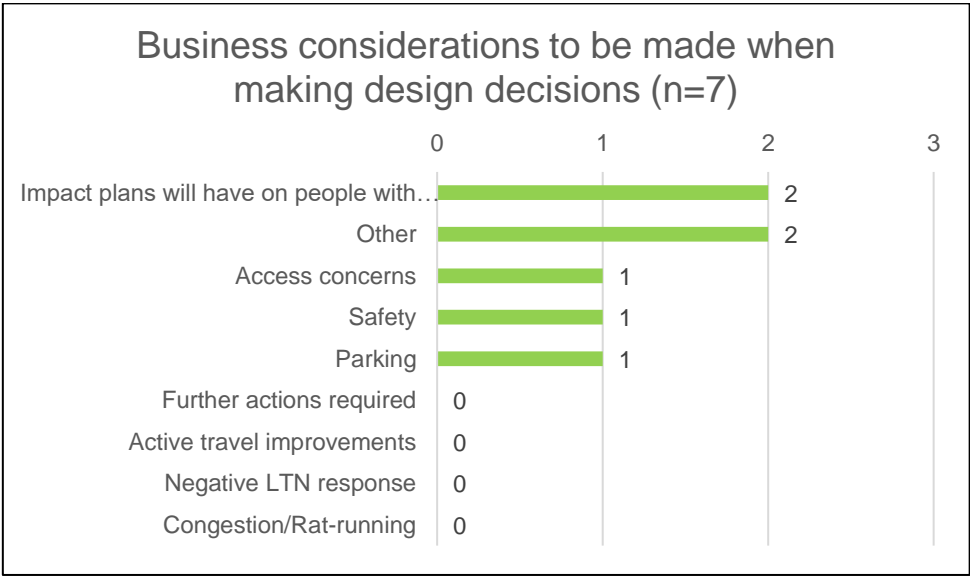 Business considerations to be made when
making design decisions (n=7)
0 1 2 3
Impact plans will have on people with… 2
Other 2
Access concerns 1
Safety 1
Parking 1
Further actions required 0
Active travel improvements 0
Negative LTN response 0
Congestion/Rat-running 0